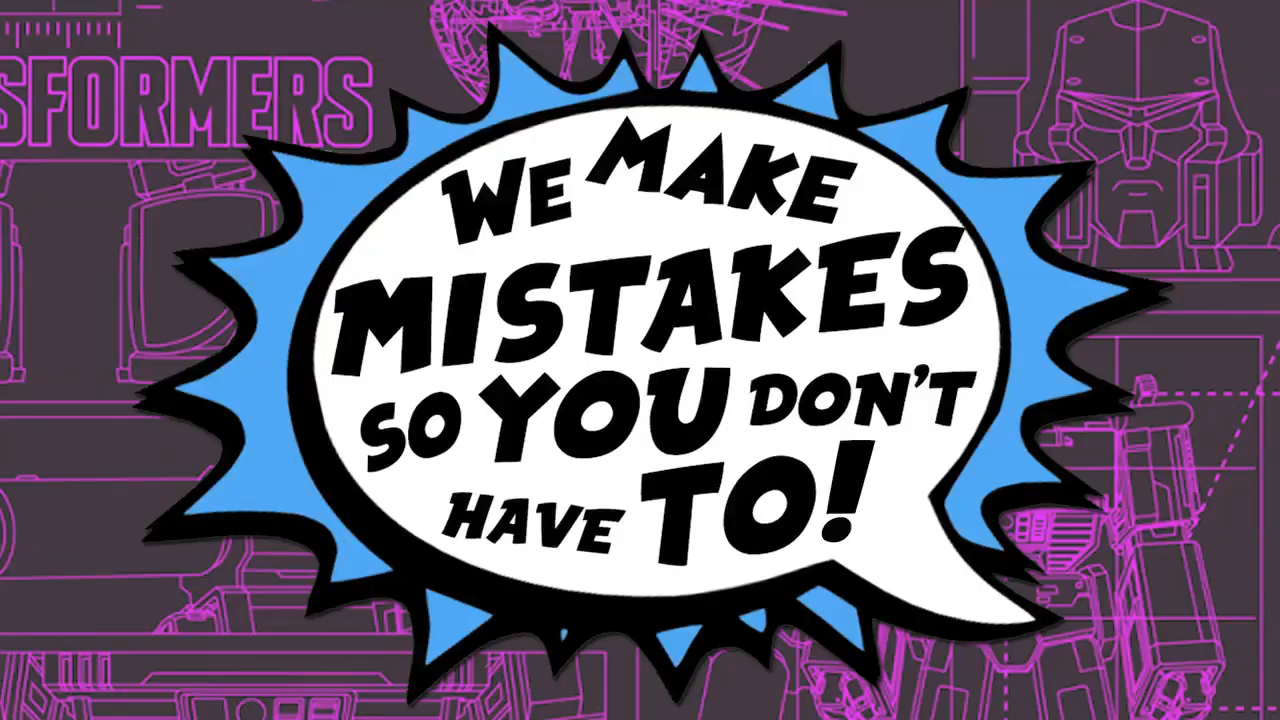 SFORMERS
WE MAKE
MISTAKES
SO YOU DON'T
HAVE TO!